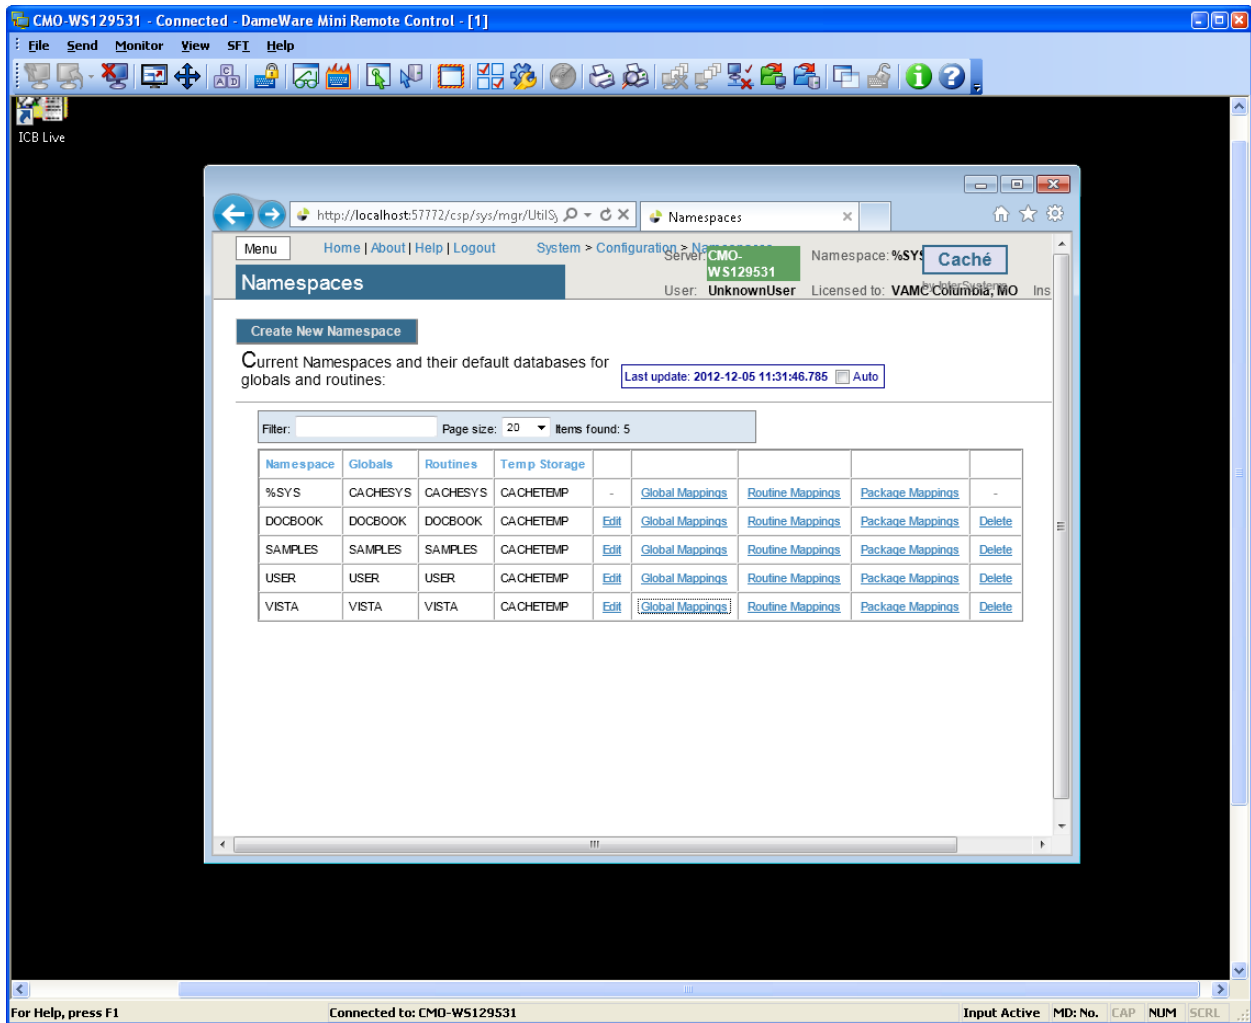 CMO-WS129531 - Connected - DameWare Mini Remote Control - [1]
File Send Monitor View SFT Help
ICB Live
http://localhost:57772/csp/sys/mgr/UtilSy
Namespaces
Menu Home | About | Help | Logout System > Configuration >
Server: CMO-WS129531 Namespace: %SYS Caché
Namespaces
by InterSystems
User: UnknownUser Licensed to: VAMC Columbia, MO Ins
Create New Namespace
Current Namespaces and their default databases for
globals and routines:
Last update: 2012-12-05 11:31:46.785 Auto
Filter: Page size: 20 Items found: 5
Namespace Globals Routines Temp Storage
%SYS CACHESYS CACHESYS CACHETEMP - Global Mappings Routine Mappings Package Mappings -
DOCBOOK DOCBOOK DOCBOOK CACHETEMP Edit Global Mappings Routine Mappings Package Mappings Delete
SAMPLES SAMPLES SAMPLES CACHETEMP Edit Global Mappings Routine Mappings Package Mappings Delete
USER USER USER CACHETEMP Edit Global Mappings Routine Mappings Package Mappings Delete
VISTA VISTA VISTA CACHETEMP Edit Global Mappings Routine Mappings Package Mappings Delete
For Help, press F1 Connected to: CMO-WS129531 Input Active MD: No. CAP NUM SCRL